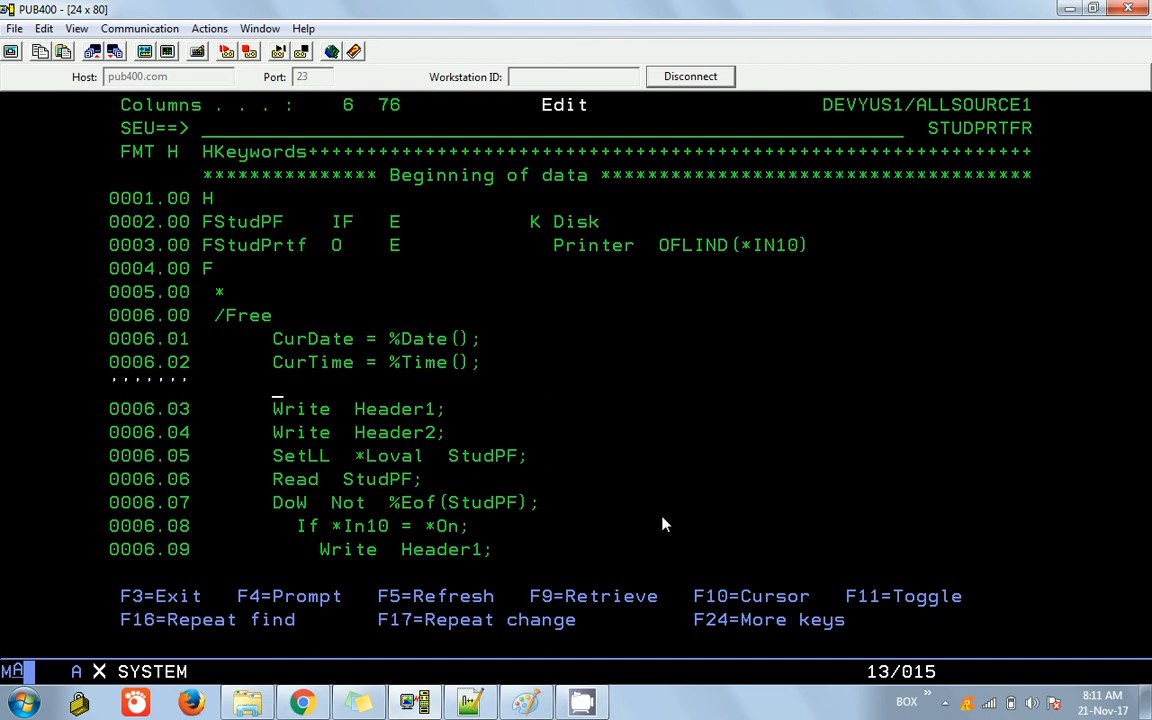 PUB400 - [24 x 80]
File Edit View Communication Actions Window Help
Host: pub400.com Port: 23 Workstation ID: Disconnect
Columns . . . : 6 76 Edit DEVYUS1/ALLSOURCE1
SEU==> STUDPRTFR
FMT H HKeywords++++++++++++++++++++++++++++++++++++++++++++++++++++++++++++++
*************** Beginning of data *************************************
0001.00 H
0002.00 FStudPF IF E K Disk
0003.00 FStudPrtf O E Printer OFLIND(*IN10)
0004.00 F
0005.00 *
0006.00 /Free
0006.01 CurDate = %Date();
0006.02 CurTime = %Time();
'''''''
0006.03 Write Header1;
0006.04 Write Header2;
0006.05 SetLL *Loval StudPF;
0006.06 Read StudPF;
0006.07 DoW Not %Eof(StudPF);
0006.08 If *In10 = *On;
0006.09 Write Header1;
F3=Exit F4=Prompt F5=Refresh F9=Retrieve F10=Cursor F11=Toggle
F16=Repeat find F17=Repeat change F24=More keys
MA A X SYSTEM 13/015
BOX » 8:11 AM
21-Nov-17